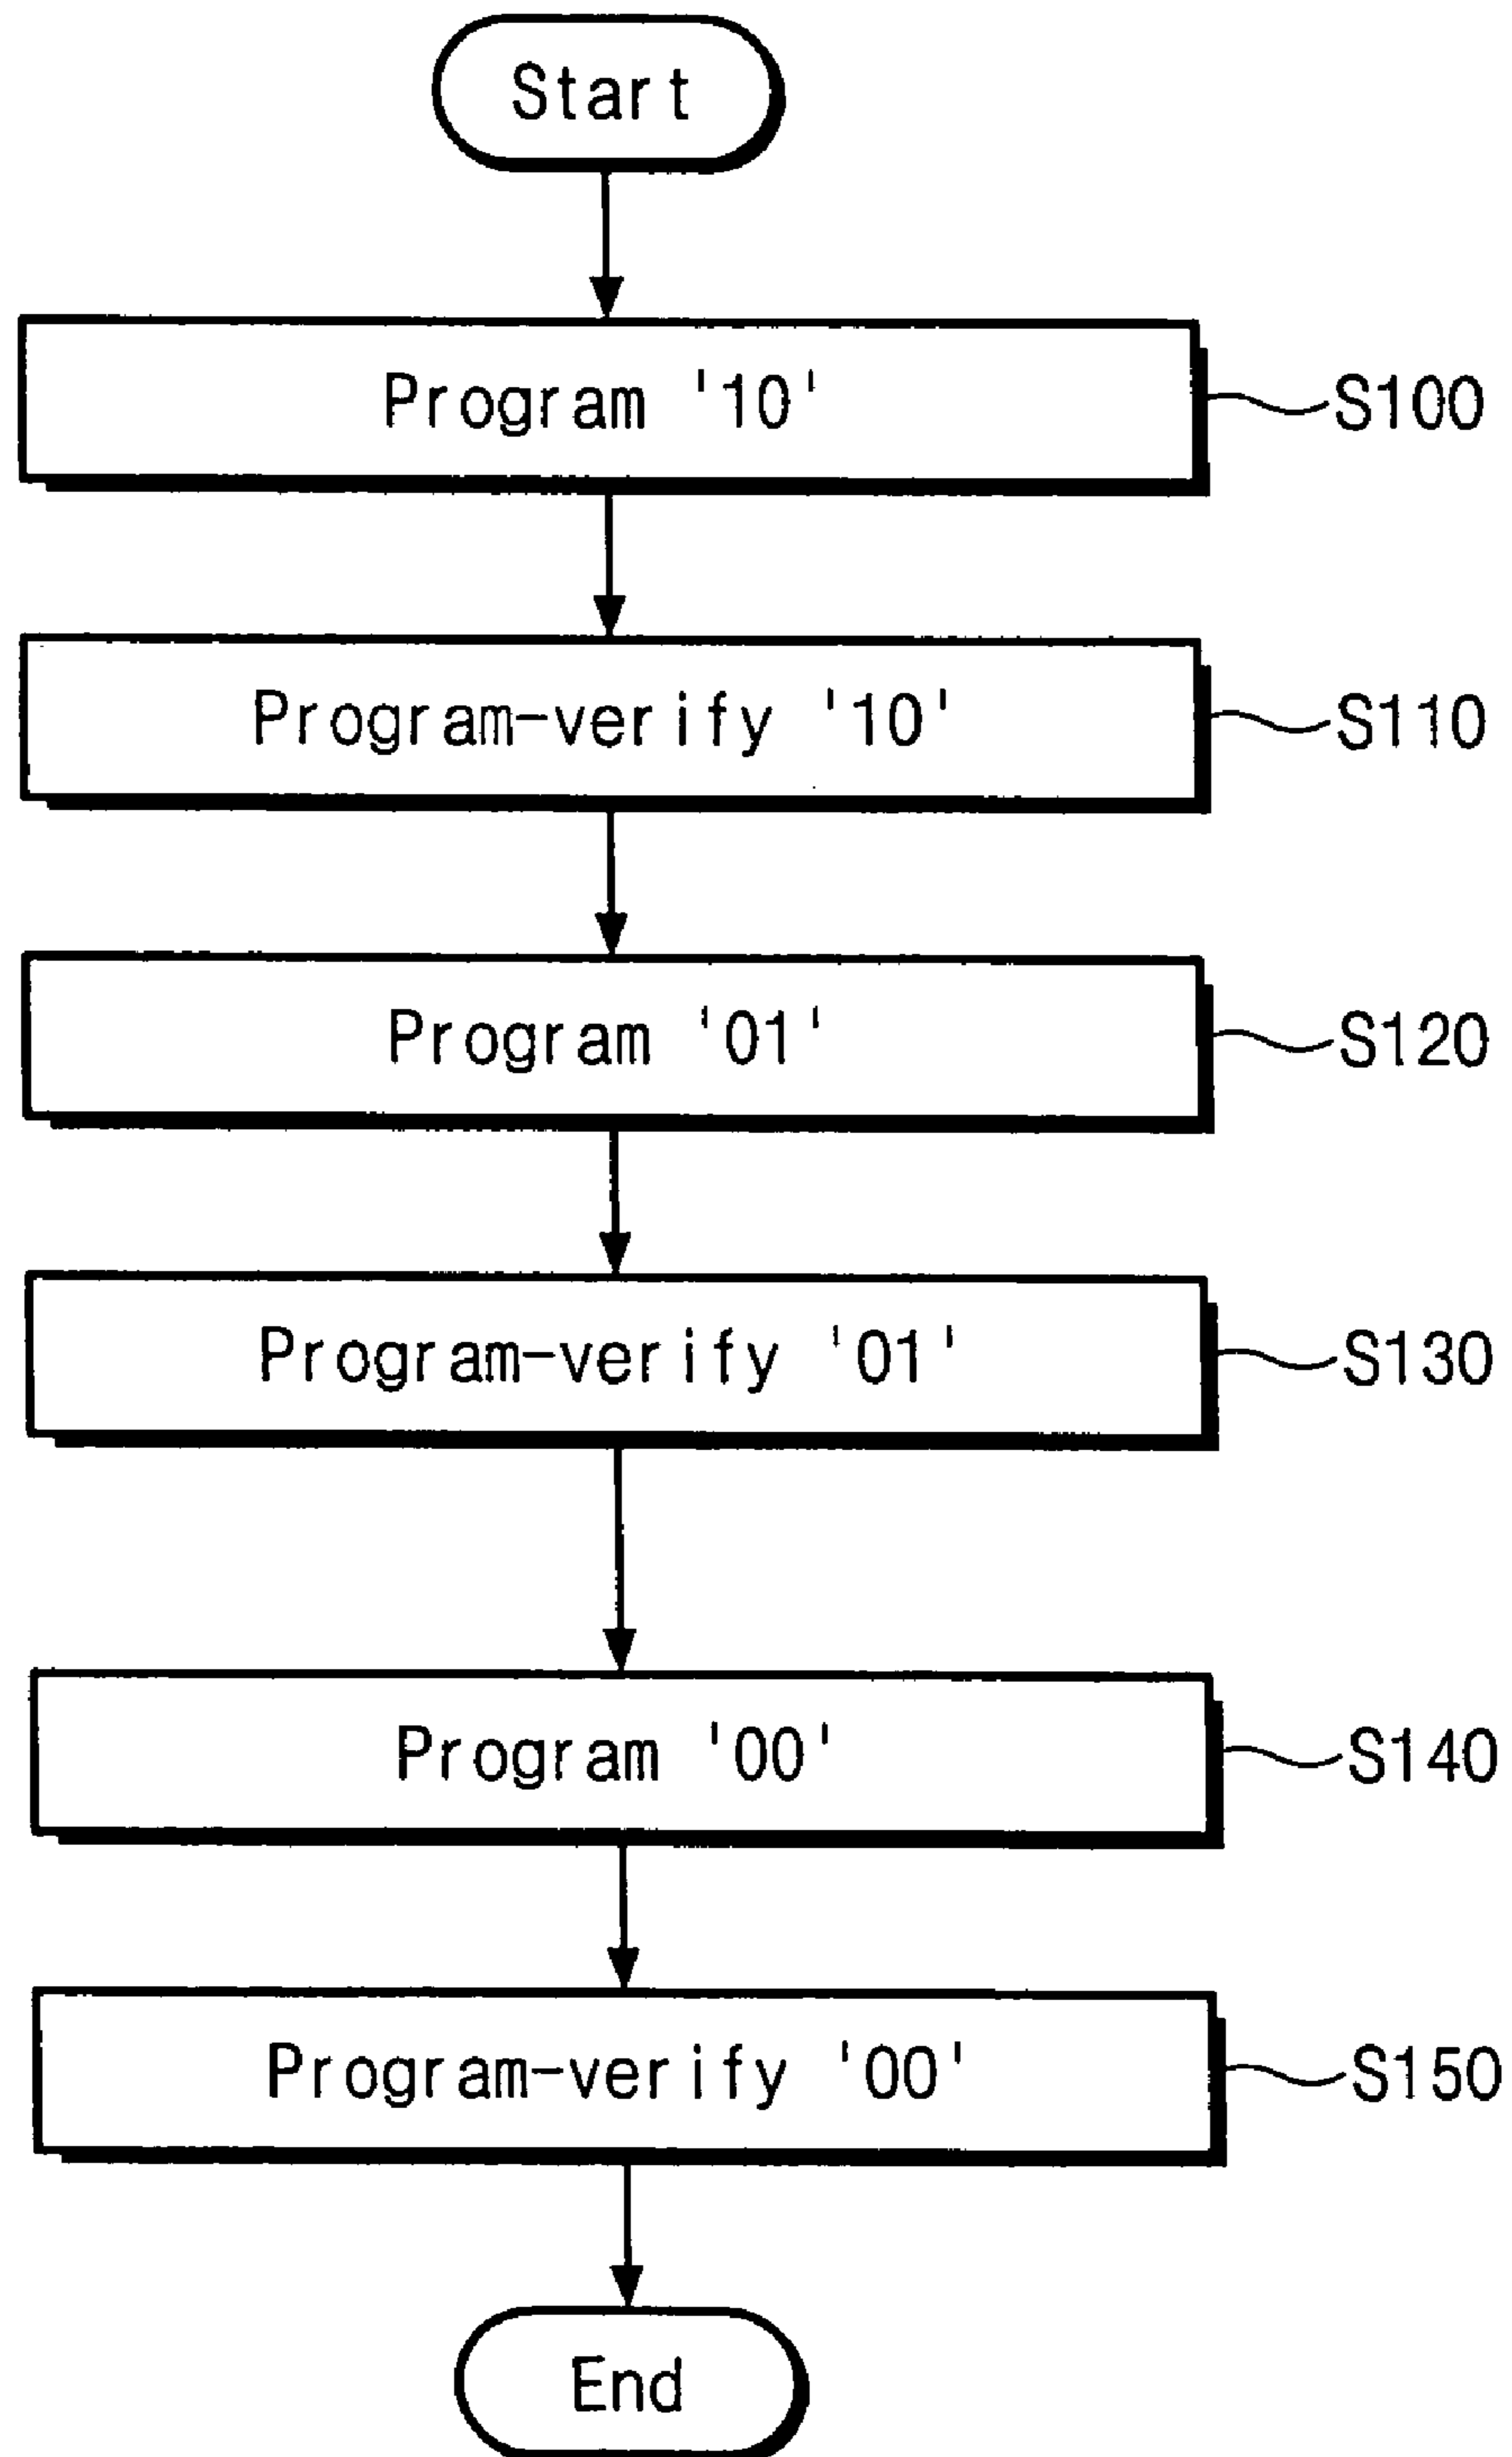 Start
Program '10'
S100
Program-verify '10'
S110
Program '01'
S120
Program-verify '01'
S130
Program '00'
S140
Program-verify '00'
S150
End